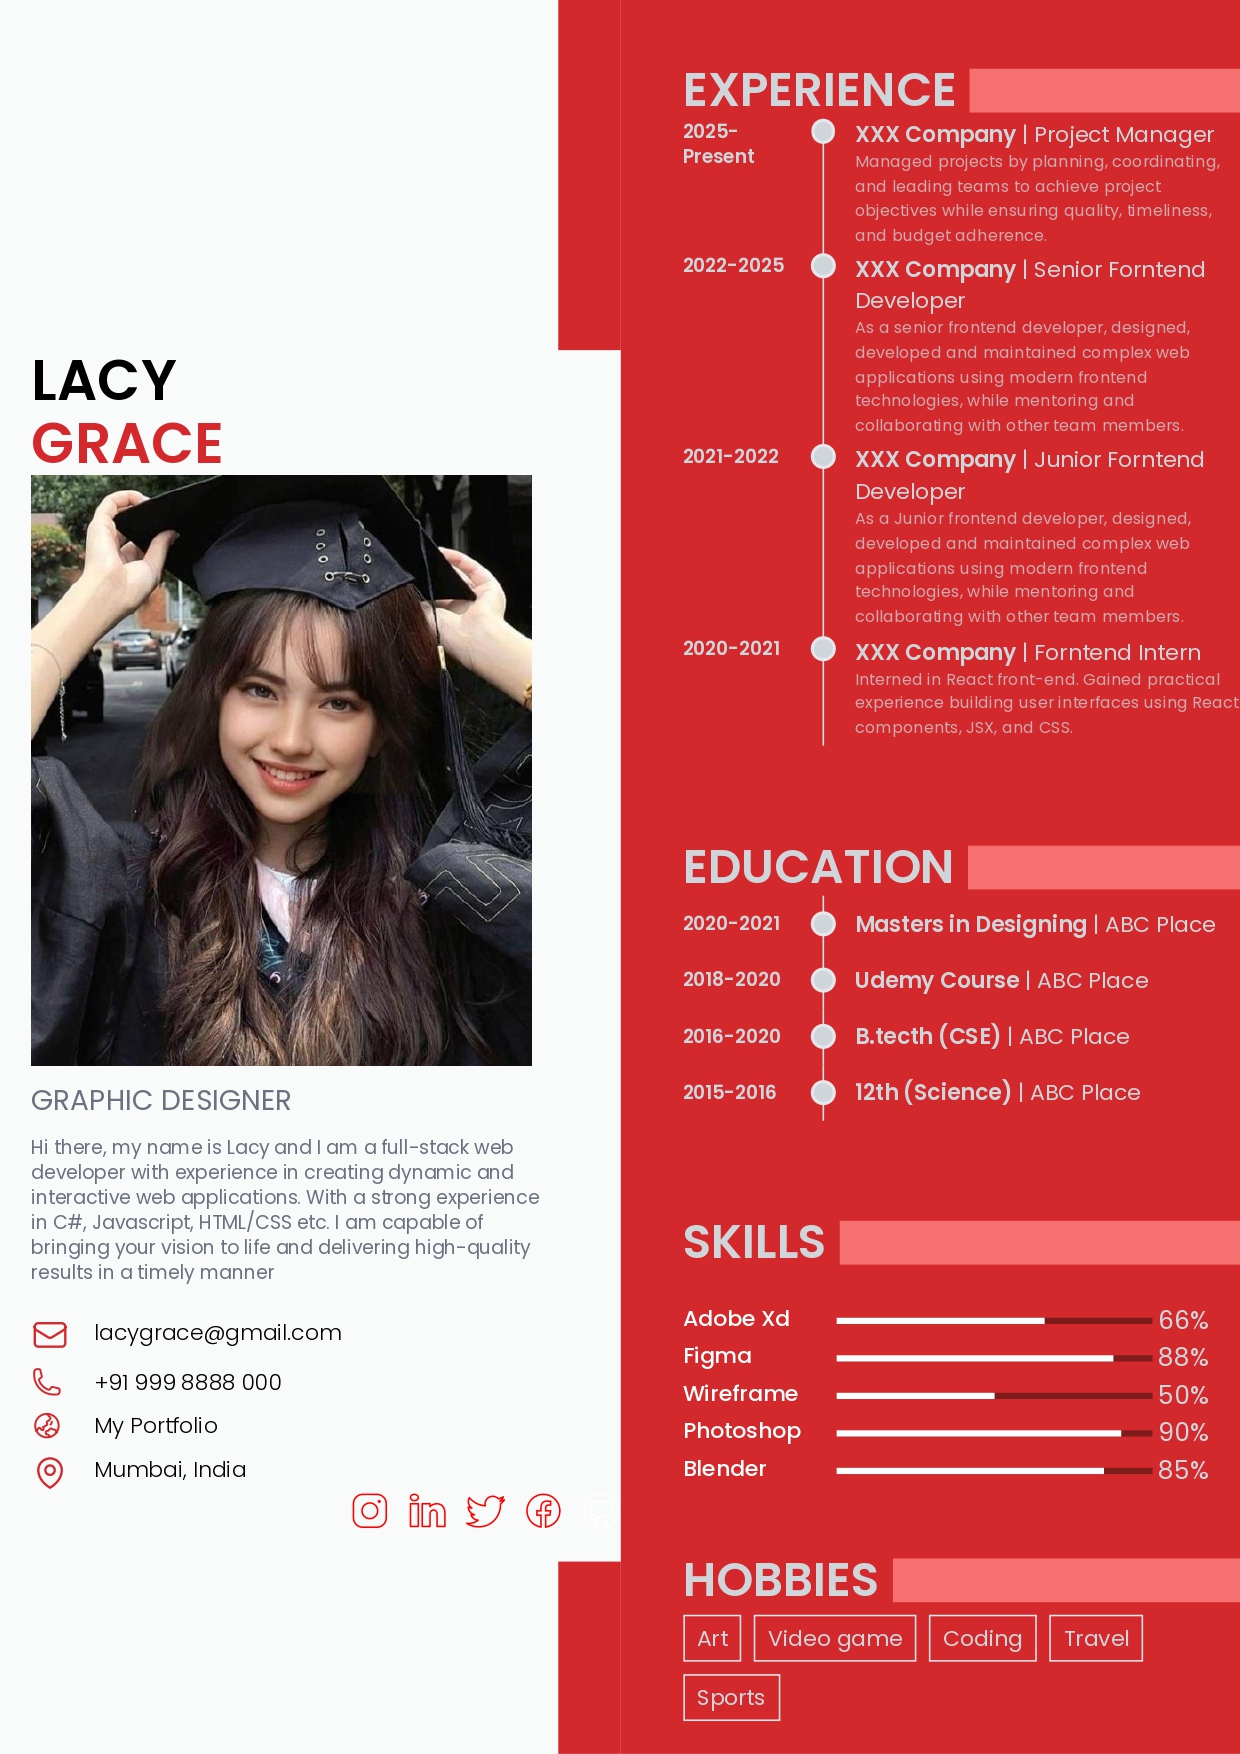 LACY
GRACE
GRAPHIC DESIGNER
Hi there, my name is Lacy and I am a full-stack web
developer with experience in creating dynamic and
interactive web applications. With a strong experience
in C#, Javascript, HTML/CSS etc. I am capable of
bringing your vision to life and delivering high-quality
results in a timely manner
lacygrace@gmail.com
+91 999 8888 000
My Portfolio
Mumbai, India
EXPERIENCE
2025-
Present
XXX Company | Project Manager
Managed projects by planning, coordinating,
and leading teams to achieve project
objectives while ensuring quality, timeliness,
and budget adherence.
2022-2025
XXX Company | Senior Forntend
Developer
As a senior frontend developer, designed,
developed and maintained complex web
applications using modern frontend
technologies, while mentoring and
collaborating with other team members.
2021-2022
XXX Company | Junior Forntend
Developer
As a Junior frontend developer, designed,
developed and maintained complex web
applications using modern frontend
technologies, while mentoring and
collaborating with other team members.
2020-2021
XXX Company | Forntend Intern
Interned in React front-end. Gained practical
experience building user interfaces using React
components, JSX, and CSS.
EDUCATION
2020-2021 Masters in Designing | ABC Place
2018-2020 Udemy Course | ABC Place
2016-2020 B.tecth (CSE) | ABC Place
2015-2016 12th (Science) | ABC Place
SKILLS
Adobe Xd 66%
Figma 88%
Wireframe 50%
Photoshop 90%
Blender 85%
HOBBIES
Art Video game Coding Travel
Sports